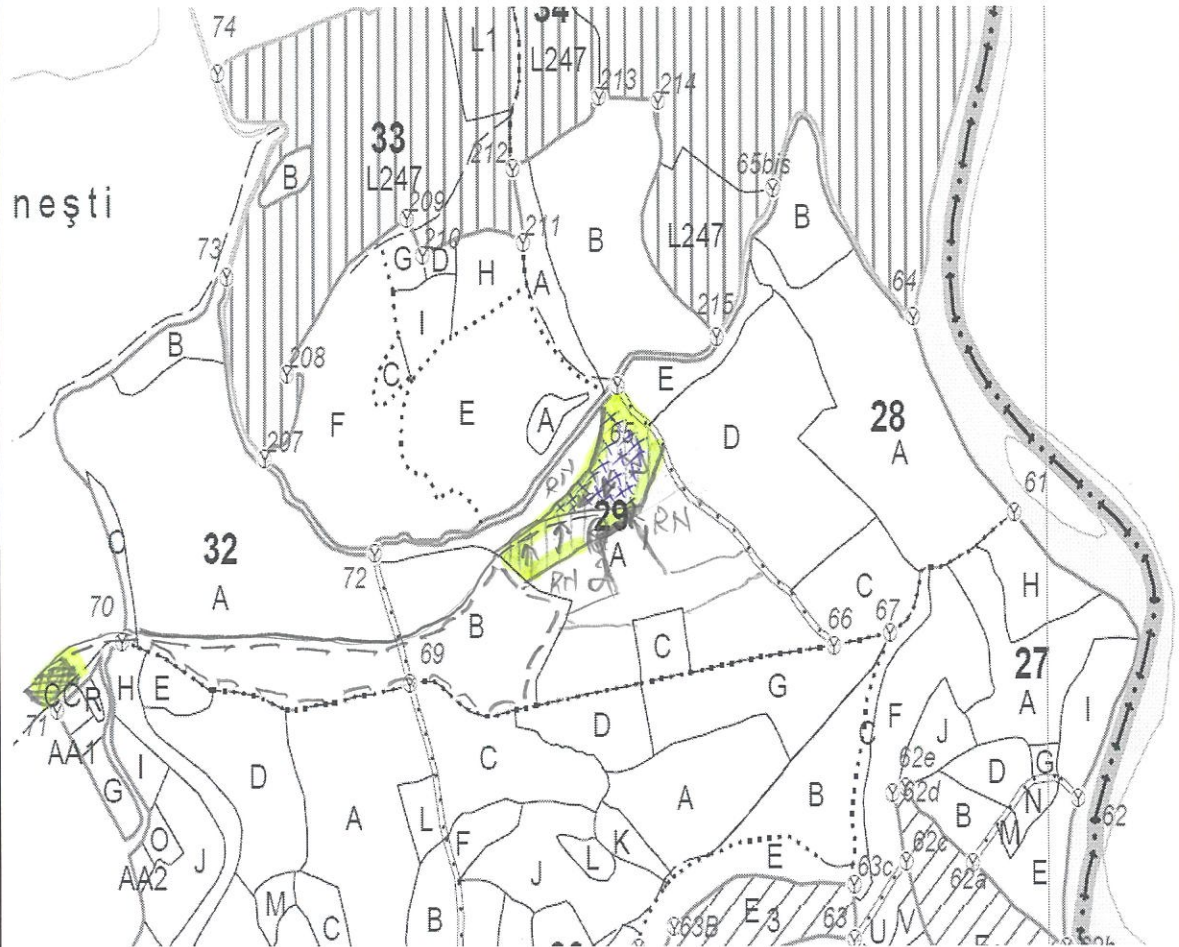 74
34
L1
L247
213
214
33
L247
212
65bis
B
B
neşti
209
210
211
B
L247
G
D
H
A
73
64
I
215
B
208
C
E
F
E
A
D
28
A
207
65
RN
61
29
RN
A
C
32
72
RN 2
A
C
H
70
B
66
67
69
C
27
G
A
CCR
H
E
F
I
71
D
C
J
AA1
I
C
62e
G
D
G
D
A
B
62d
N
A
L
B
62
O
F
K
M
J
62c
AA2
J
L
E
63c
62a
E
M
C
B
63B
E 3
63
U
V